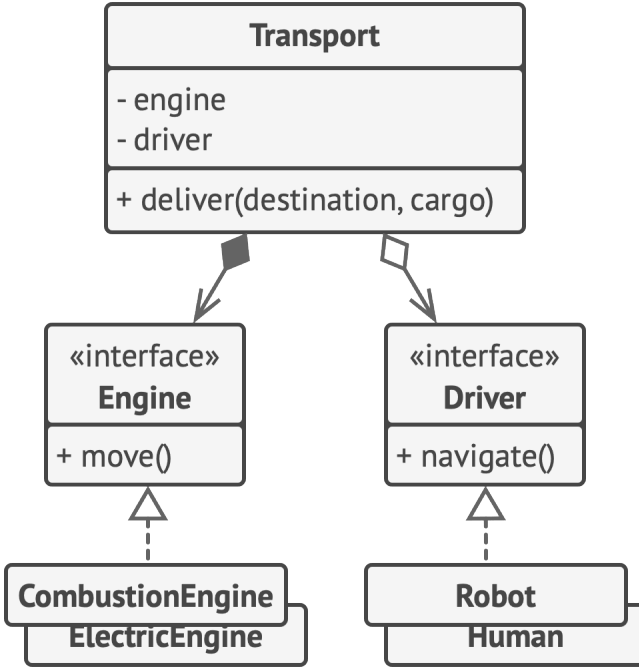 Transport
- engine
- driver
+ deliver(destination, cargo)
«interface»
Engine
+ move()
«interface»
Driver
+ navigate()
CombustionEngine
ElectricEngine
Robot
Human